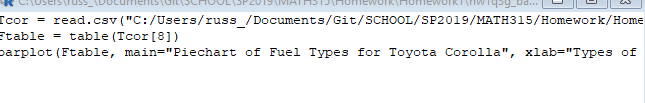 C:\Users\russ_\Documents\Git\SCHOOL\SP2019\MATH315\Homework\Homework1\hw1q3g_ba...
Tcor = read.csv("C:/Users/russ_/Documents/Git/SCHOOL/SP2019/MATH315/Homework/Home
Ftable = table(Tcor[8])
barplot(Ftable, main="Piechart of Fuel Types for Toyota Corolla", xlab="Types of